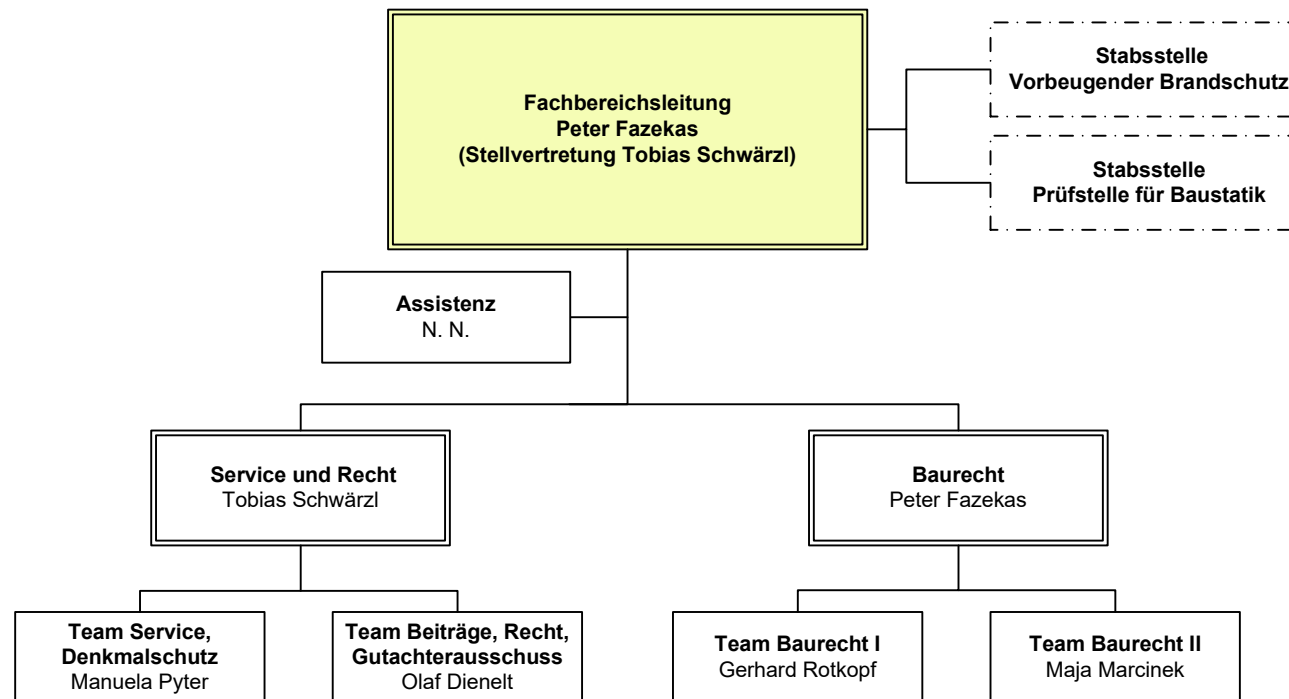 Fachbereichsleitung
Peter Fazekas
(Stellvertretung Tobias Schwärzl)
Stabsstelle
Vorbeugender Brandschutz
Stabsstelle
Prüfstelle für Baustatik
Assistenz
N. N.
Service und Recht
Tobias Schwärzl
Baurecht
Peter Fazekas
Team Service,
Denkmalschutz
Manuela Pyter
Team Beiträge, Recht,
Gutachterausschuss
Olaf Dienelt
Team Baurecht I
Gerhard Rotkopf
Team Baurecht II
Maja Marcinek